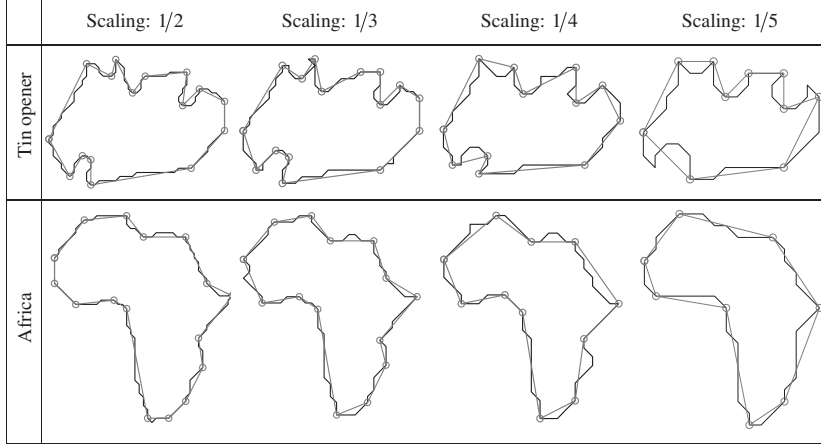 Scaling: 1/2
Scaling: 1/3
Scaling: 1/4
Scaling: 1/5
Tin opener
Africa